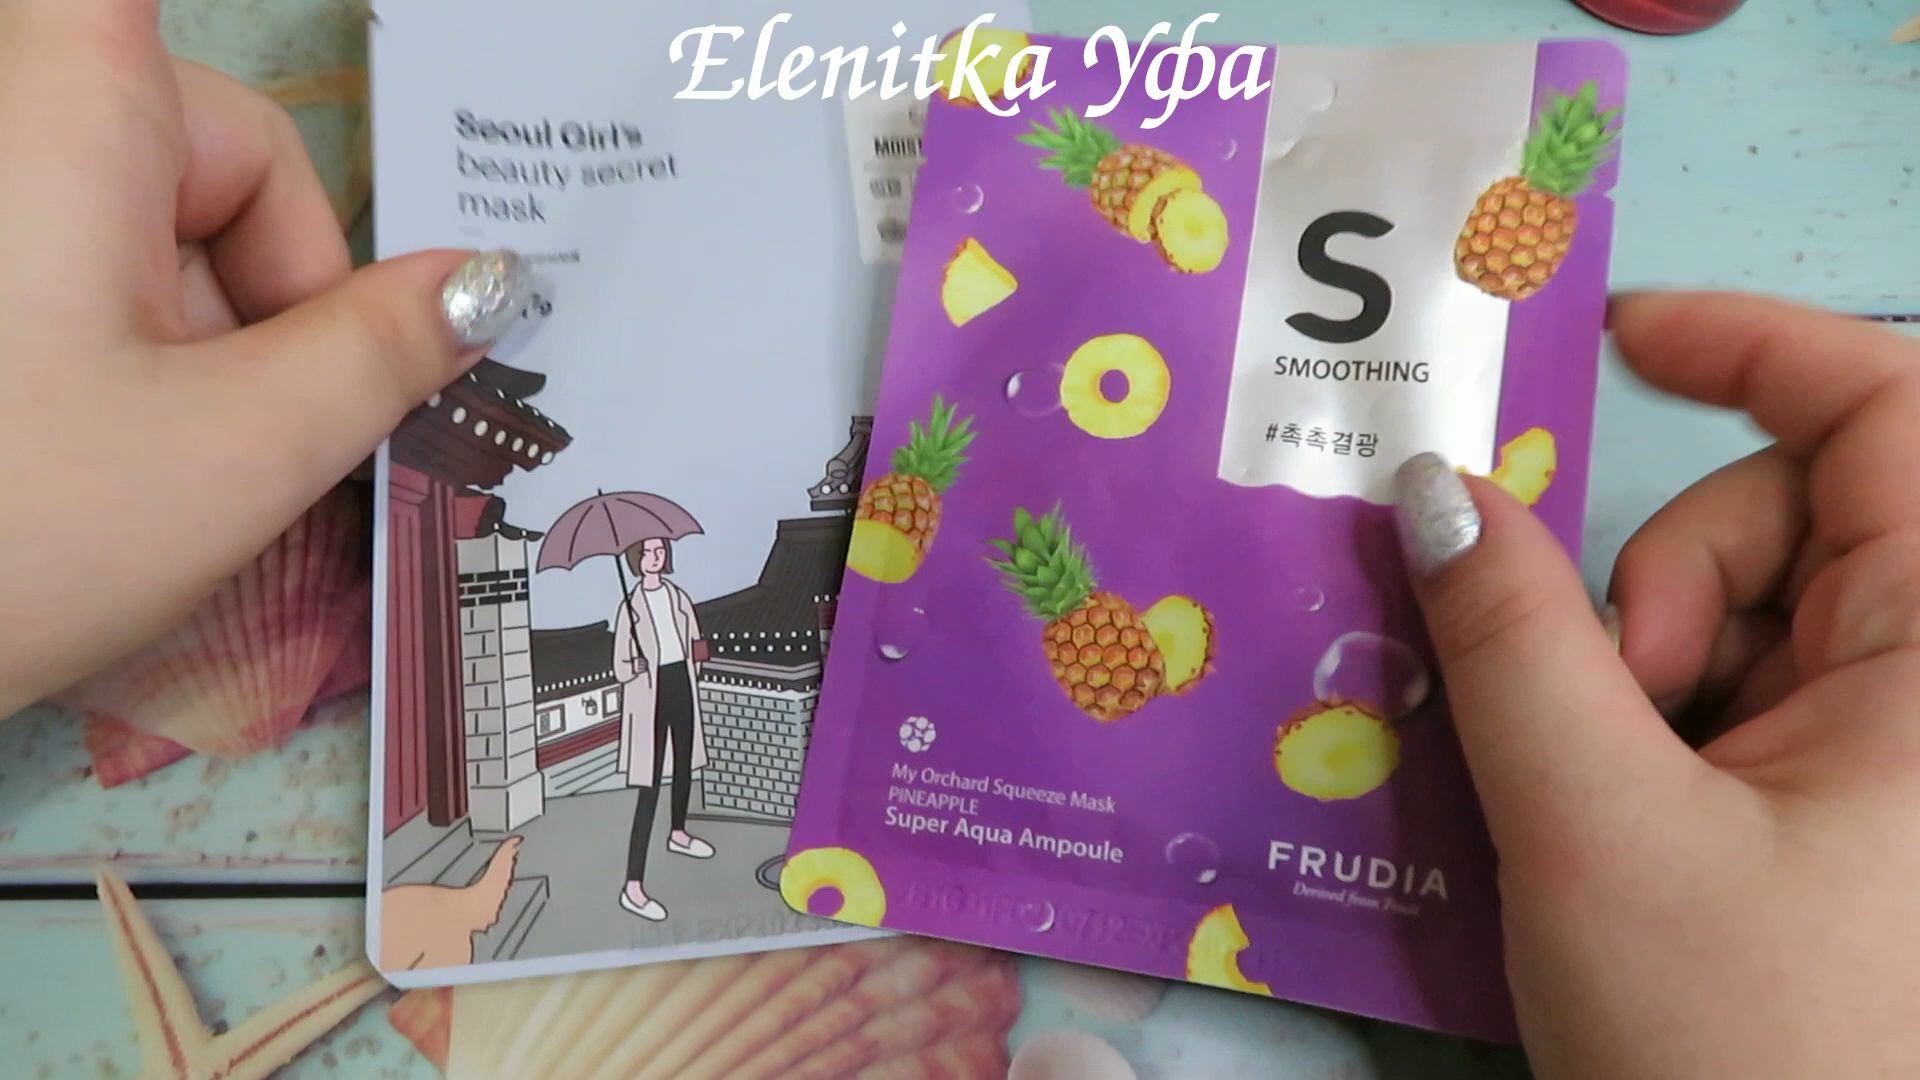 Elenitka Уфа
Seoul Girl's
beauty secret
mask
S
SMOOTHING
#촉촉결광
My Orchard Squeeze Mask
PINEAPPLE
Super Aqua Ampoule
FRUDIA
Derived from Fruit